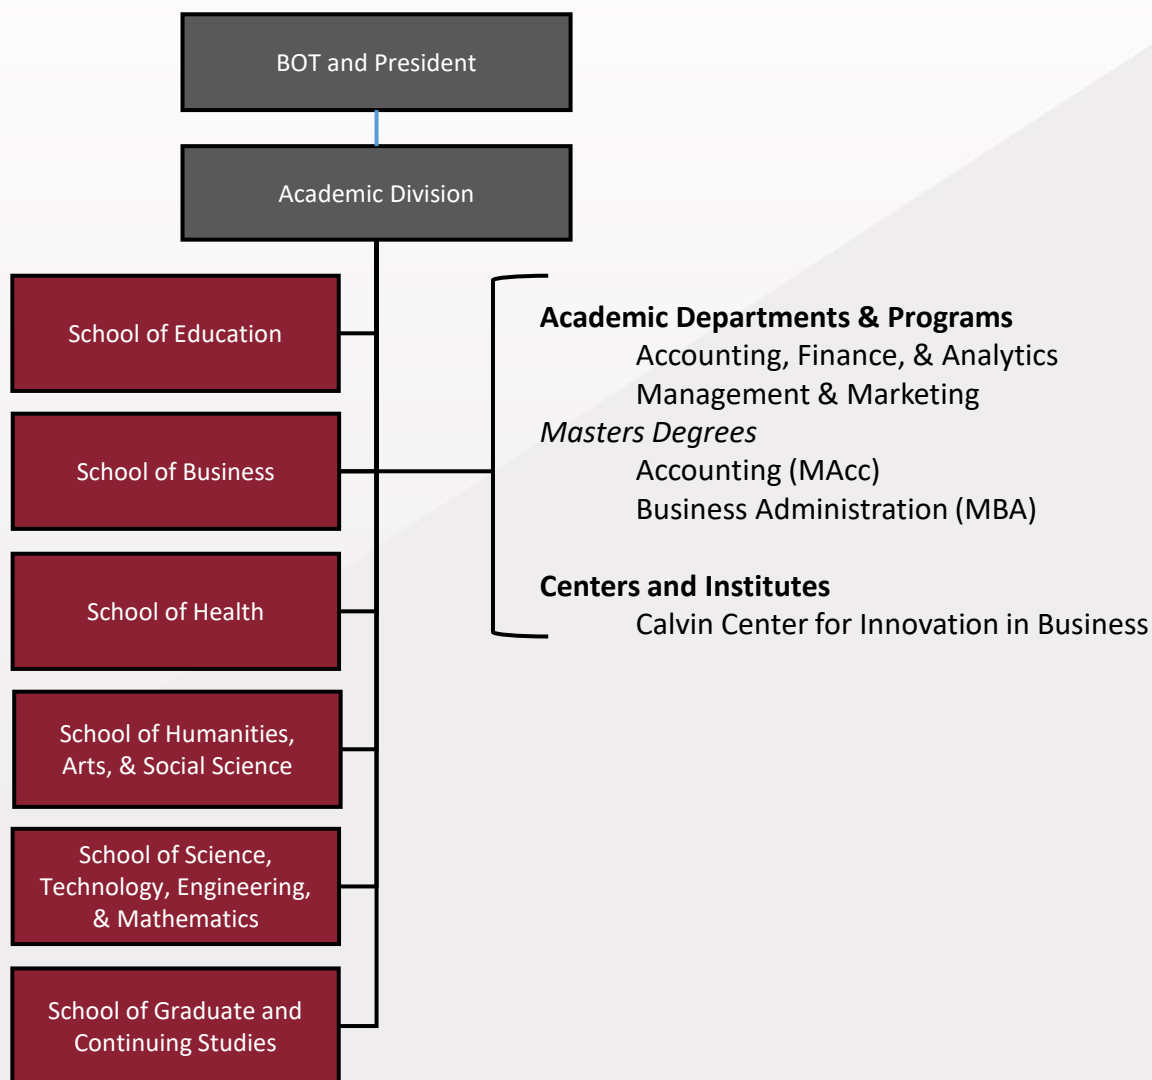 BOT and President
Academic Division
School of Education
School of Business
School of Health
School of Humanities,
Arts, & Social Science
School of Science,
Technology, Engineering,
& Mathematics
School of Graduate and
Continuing Studies
Academic Departments & Programs
Accounting, Finance, & Analytics
Management & Marketing
Masters Degrees
Accounting (MAcc)
Business Administration (MBA)
Centers and Institutes
Calvin Center for Innovation in Business